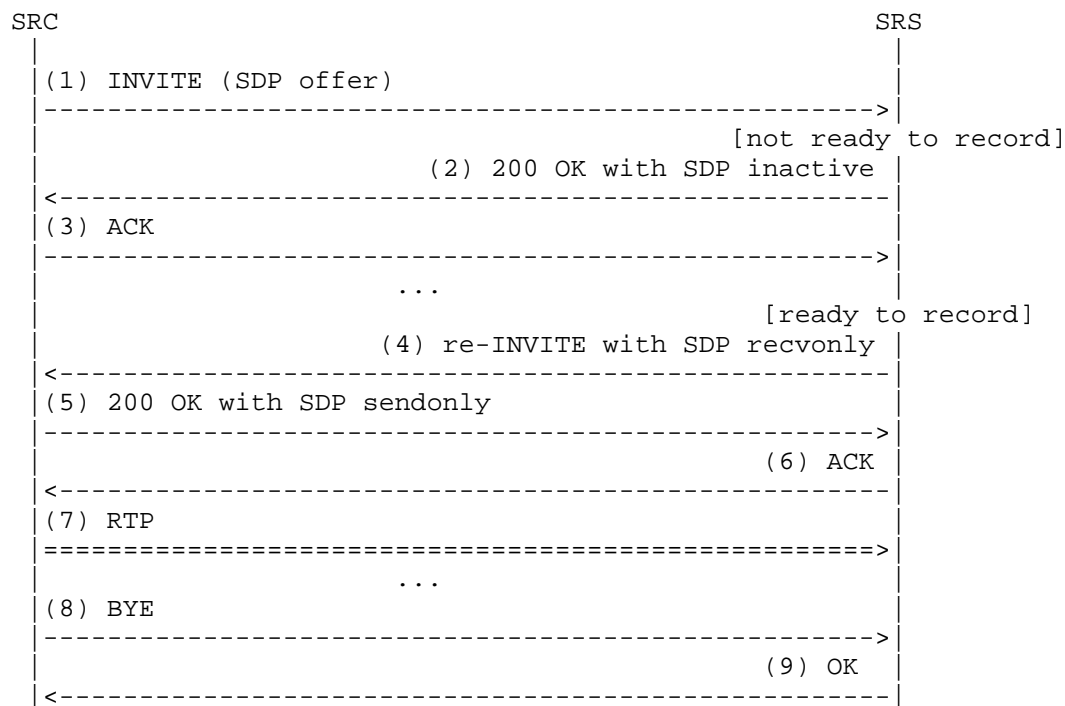 SRC SRS
(1) INVITE (SDP offer)
[not ready to record]
(2) 200 OK with SDP inactive
(3) ACK
...
[ready to record]
(4) re-INVITE with SDP recvonly
(5) 200 OK with SDP sendonly
(6) ACK
(7) RTP
...
(8) BYE
(9) OK